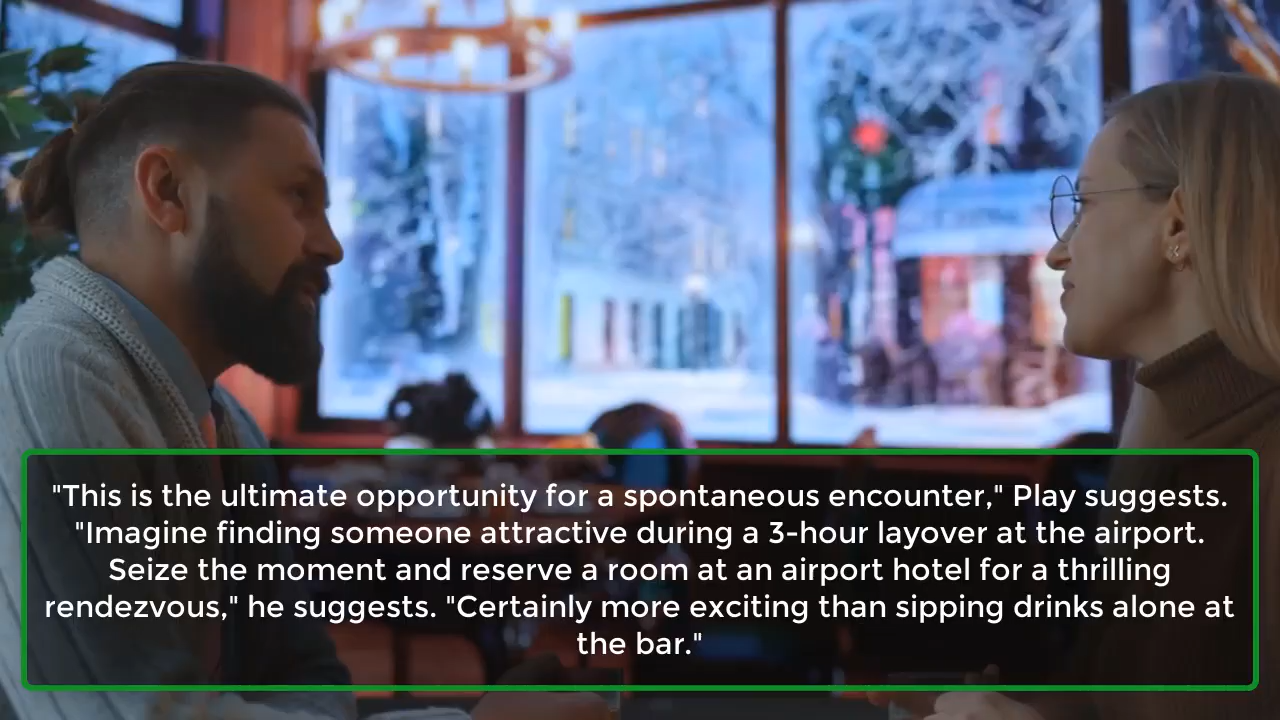 "This is the ultimate opportunity for a spontaneous encounter," Play suggests.
"Imagine finding someone attractive during a 3-hour layover at the airport.
Seize the moment and reserve a room at an airport hotel for a thrilling
rendezvous," he suggests. "Certainly more exciting than sipping drinks alone at
the bar."